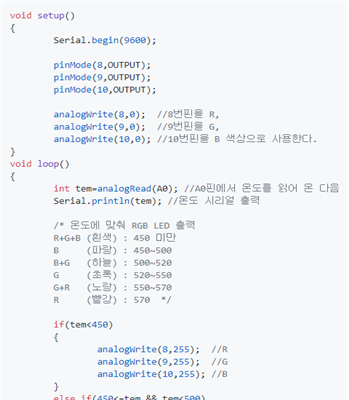 void setup()
{
Serial.begin(9600);
pinMode(8,OUTPUT);
pinMode(9,OUTPUT);
pinMode(10,OUTPUT);
analogWrite(8,0);  //8번핀을 R,
analogWrite(9,0);  //9번핀을 G,
analogWrite(10,0); //10번핀을 B 색상으로 사용한다.
}
void loop()
{
int tem=analogRead(A0); //A0핀에서 온도를 읽어 온 다음
Serial.println(tem); //온도 시리얼 출력
/* 온도에 맞춰 RGB LED 출력
R+G+B (흰색) : 450 미만
B     (파랑) : 450~500
B+G   (하늘) : 500~520
G     (초록) : 520~550
G+R   (노랑) : 550~570
R     (빨강) : 570  */
if(tem<450)
{
analogWrite(8,255);  //R
analogWrite(9,255);  //G
analogWrite(10,255); //B
}
else if(450<=tem && tem<500)